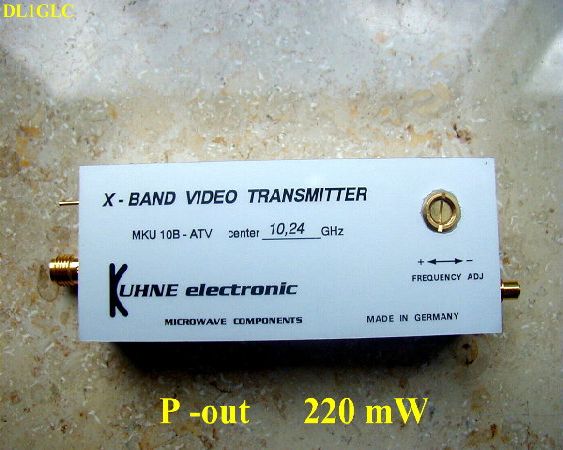 DL1GLC
X - BAND VIDEO TRANSMITTER
MKU 10B - ATV center 10,24 GHz
+ ↔ −
FREQUENCY ADJ
KUHNE electronic
MICROWAVE COMPONENTS
MADE IN GERMANY
P -out 220 mW